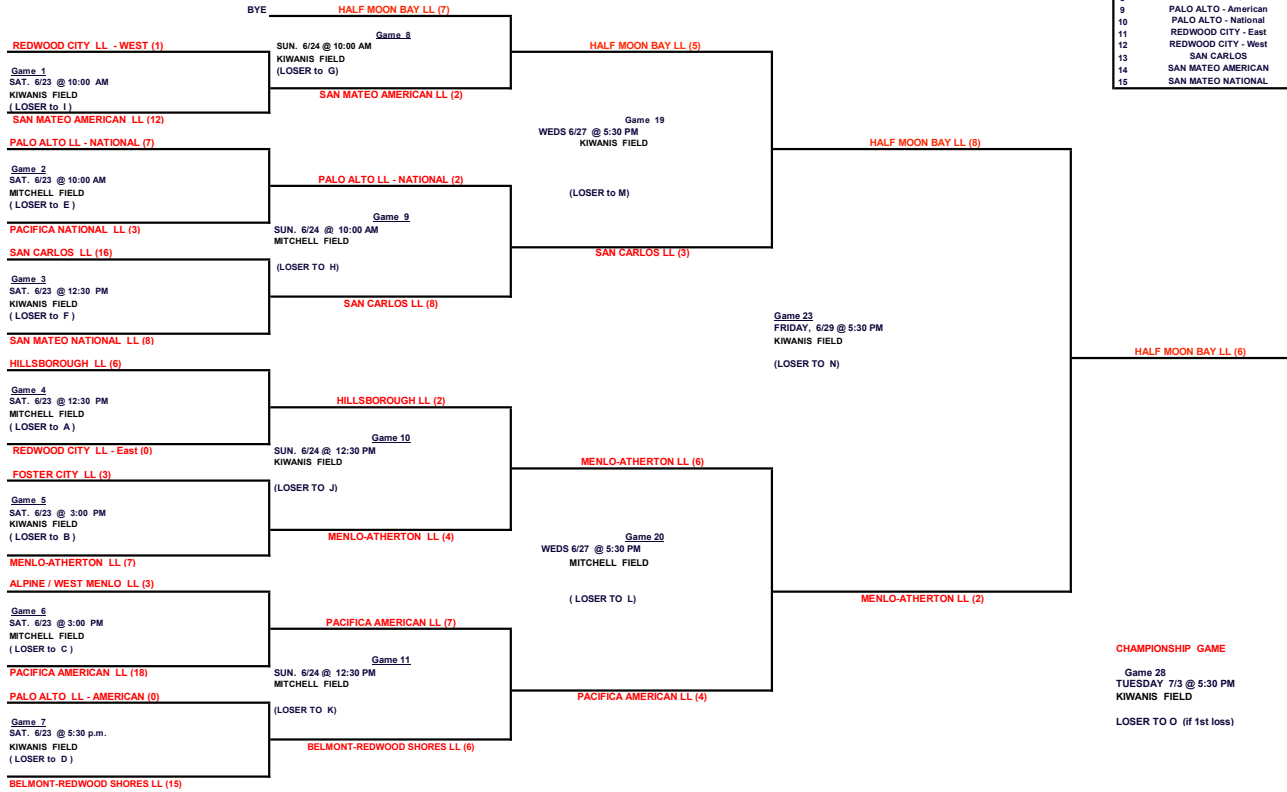 BYE
HALF MOON BAY LL (7)
REDWOOD CITY LL - WEST (1)
Game 1
SAT. 6/23 @ 10:00 AM
KIWANIS FIELD
( LOSER to I )
SAN MATEO AMERICAN LL (12)
PALO ALTO LL - NATIONAL (7)
Game 2
SAT. 6/23 @ 10:00 AM
MITCHELL FIELD
( LOSER to E )
PACIFICA NATIONAL LL (3)
SAN CARLOS LL (16)
Game 3
SAT. 6/23 @ 12:30 PM
KIWANIS FIELD
( LOSER to F )
SAN MATEO NATIONAL LL (8)
HILLSBOROUGH LL (6)
Game 4
SAT. 6/23 @ 12:30 PM
MITCHELL FIELD
( LOSER to A )
REDWOOD CITY LL - East (0)
FOSTER CITY LL (3)
Game 5
SAT. 6/23 @ 3:00 PM
KIWANIS FIELD
( LOSER to B )
MENLO-ATHERTON LL (7)
ALPINE / WEST MENLO LL (3)
Game 6
SAT. 6/23 @ 3:00 PM
MITCHELL FIELD
( LOSER to C )
PACIFICA AMERICAN LL (18)
PALO ALTO LL - AMERICAN (0)
Game 7
SAT. 6/23 @ 5:30 p.m.
KIWANIS FIELD
( LOSER to D )
BELMONT-REDWOOD SHORES LL (15)
Game 8
SUN. 6/24 @ 10:00 AM
KIWANIS FIELD
(LOSER to G)
SAN MATEO AMERICAN LL (2)
PALO ALTO LL - NATIONAL (2)
Game 9
SUN. 6/24 @ 10:00 AM
MITCHELL FIELD
(LOSER TO H)
SAN CARLOS LL (8)
HILLSBOROUGH LL (2)
Game 10
SUN. 6/24 @ 12:30 PM
KIWANIS FIELD
(LOSER TO J)
MENLO-ATHERTON LL (4)
PACIFICA AMERICAN LL (7)
Game 11
SUN. 6/24 @ 12:30 PM
MITCHELL FIELD
(LOSER TO K)
BELMONT-REDWOOD SHORES LL (6)
HALF MOON BAY LL (5)
Game 19
WEDS 6/27 @ 5:30 PM
KIWANIS FIELD
(LOSER to M)
SAN CARLOS LL (3)
MENLO-ATHERTON LL (6)
Game 20
WEDS 6/27 @ 5:30 PM
MITCHELL FIELD
( LOSER TO L)
PACIFICA AMERICAN LL (4)
HALF MOON BAY LL (8)
Game 23
FRIDAY, 6/29 @ 5:30 PM
KIWANIS FIELD
(LOSER TO N)
MENLO-ATHERTON LL (2)
HALF MOON BAY LL (6)
CHAMPIONSHIP GAME
Game 28
TUESDAY 7/3 @ 5:30 PM
KIWANIS FIELD
LOSER TO O (if 1st loss)
9 PALO ALTO - American
10 PALO ALTO - National
11 REDWOOD CITY - East
12 REDWOOD CITY - West
13 SAN CARLOS
14 SAN MATEO AMERICAN
15 SAN MATEO NATIONAL